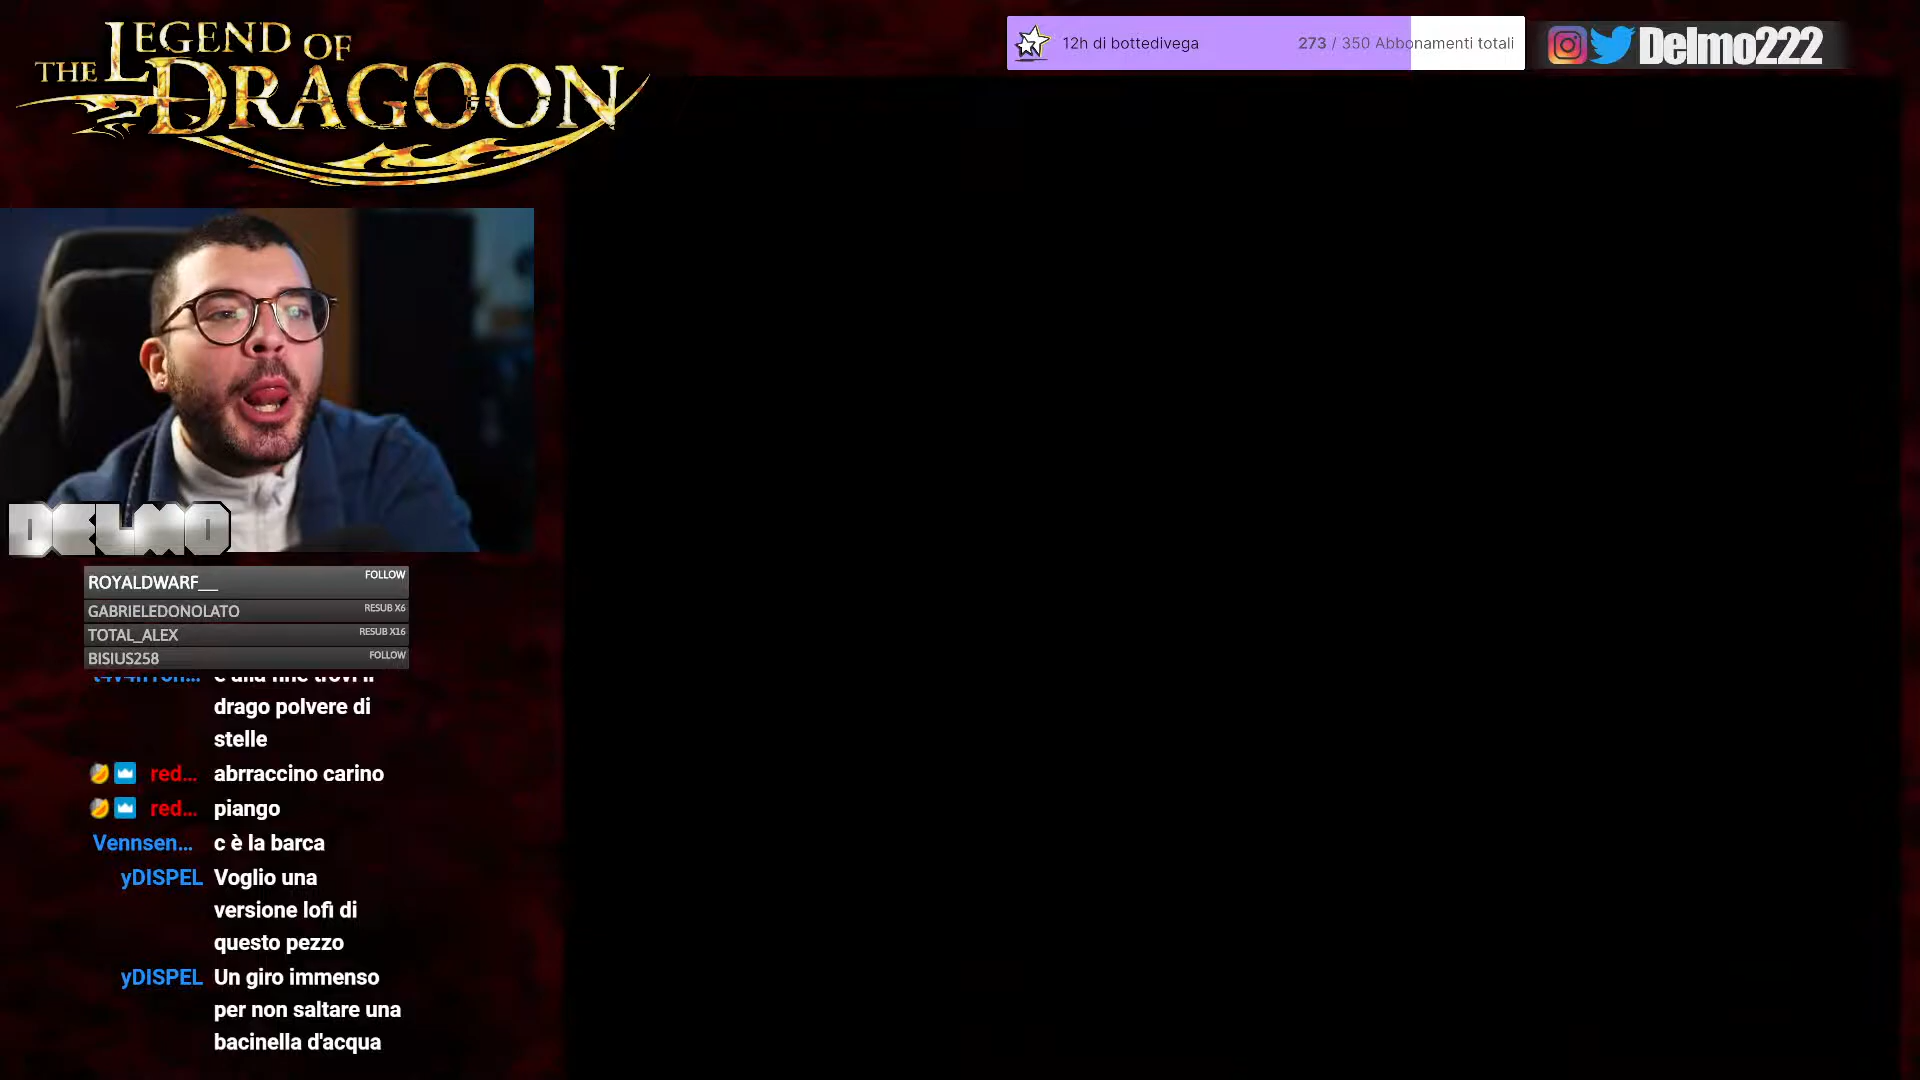 THE LEGEND OF
DRAGOON
12h di bottedivega
273 / 350 Abbonamenti totali
Delmo222
DELMO
ROYALDWARF__ FOLLOW
GABRIELEDONOLATO RESUB X6
TOTAL_ALEX RESUB X16
BISIUS258 FOLLOW
drago polvere di
stelle
red... abrraccino carino
red... piango
Vennsen... c è la barca
yDISPEL Voglio una
versione lofi di
questo pezzo
yDISPEL Un giro immenso
per non saltare una
bacinella d'acqua